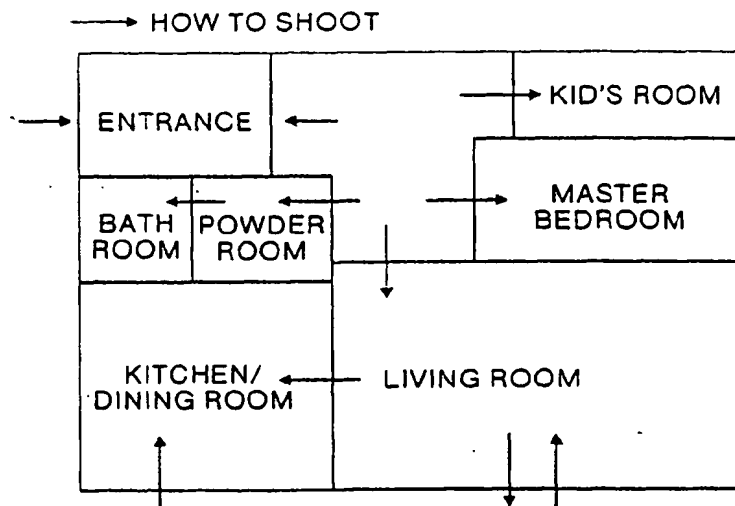 HOW TO SHOOT
KID'S ROOM
ENTRANCE
BATH
ROOM
POWDER
ROOM
MASTER
BEDROOM
KITCHEN/
DINING ROOM
LIVING ROOM